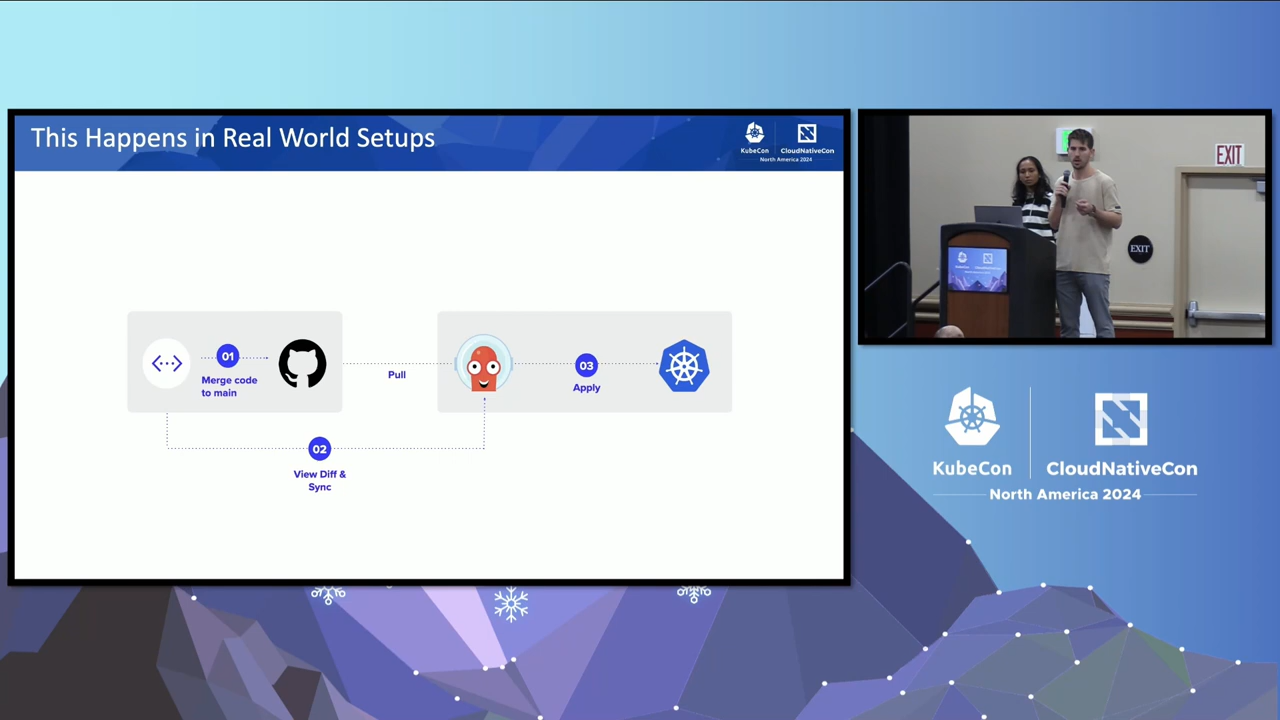 This Happens in Real World Setups
KubeCon
CloudNativeCon
North America 2024
01
Merge code
to main
Pull
03
Apply
02
View Diff &
Sync
EXIT
EXIT
KubeCon
CloudNativeCon
North America 2024